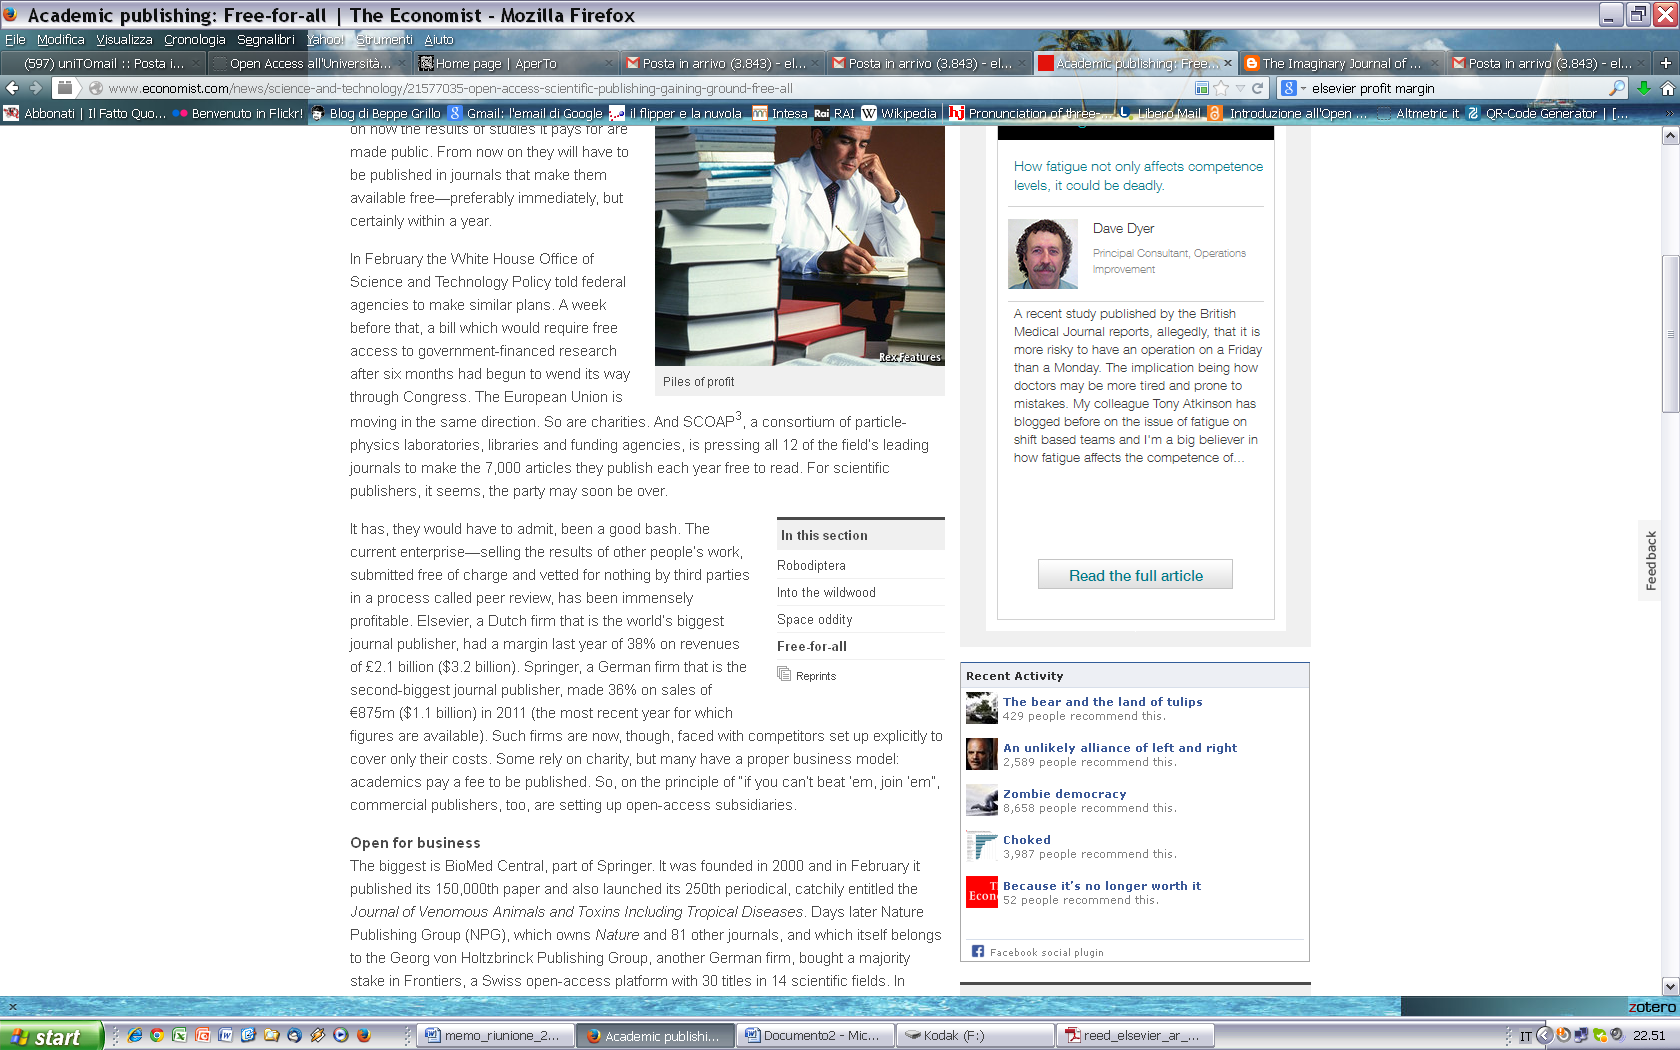 Academic publishing: Free-for-all | The Economist - Mozilla Firefox
File Modifica Visualizza Cronologia Segnalibri Yahoo! Strumenti Aiuto
(597) uniTOmail :: Posta i...
Open Access all'Università...
Home page | AperTo
Posta in arrivo (3.843) - el...
Posta in arrivo (3.843) - el...
Academic publishing: Free...
The Imaginary Journal of ...
Posta in arrivo (3.843) - el...
www.economist.com/news/science-and-technology/21577035-open-access-scientific-publishing-gaining-ground-free-all
elsevier profit margin
Abbonati | Il Fatto Quo...
Benvenuto in Flickr!
Blog di Beppe Grillo
Gmail: l'email di Google
il flipper e la nuvola
Intesa
RAI
Wikipedia
Pronunciation of three-...
Libero Mail
Introduzione all'Open ...
Altmetric it
QR-Code Generator | [...
on how the results of studies it pays for are
made public. From now on they will have to
be published in journals that make them
available free—preferably immediately, but
certainly within a year.
In February the White House Office of
Science and Technology Policy told federal
agencies to make similar plans. A week
before that, a bill which would require free
access to government-financed research
after six months had begun to wend its way
through Congress. The European Union is
moving in the same direction. So are charities. And SCOAP3, a consortium of particle-
physics laboratories, libraries and funding agencies, is pressing all 12 of the field's leading
journals to make the 7,000 articles they publish each year free to read. For scientific
publishers, it seems, the party may soon be over.
Rex Features
Piles of profit
It has, they would have to admit, been a good bash. The
current enterprise—selling the results of other people's work,
submitted free of charge and vetted for nothing by third parties
in a process called peer review, has been immensely
profitable. Elsevier, a Dutch firm that is the world's biggest
journal publisher, had a margin last year of 38% on revenues
of £2.1 billion ($3.2 billion). Springer, a German firm that is the
second-biggest journal publisher, made 36% on sales of
€875m ($1.1 billion) in 2011 (the most recent year for which
figures are available). Such firms are now, though, faced with competitors set up explicitly to
cover only their costs. Some rely on charity, but many have a proper business model:
academics pay a fee to be published. So, on the principle of "if you can't beat 'em, join 'em",
commercial publishers, too, are setting up open-access subsidiaries.
In this section
Robodiptera
Into the wildwood
Space oddity
Free-for-all
Reprints
Open for business
The biggest is BioMed Central, part of Springer. It was founded in 2000 and in February it
published its 150,000th paper and also launched its 250th periodical, catchily entitled the
Journal of Venomous Animals and Toxins Including Tropical Diseases. Days later Nature
Publishing Group (NPG), which owns Nature and 81 other journals, and which itself belongs
to the Georg von Holtzbrinck Publishing Group, another German firm, bought a majority
stake in Frontiers, a Swiss open-access platform with 30 titles in 14 scientific fields. In
How fatigue not only affects competence
levels, it could be deadly.
Dave Dyer
Principal Consultant, Operations
Improvement
A recent study published by the British
Medical Journal reports, allegedly, that it is
more risky to have an operation on a Friday
than a Monday. The implication being how
doctors may be more tired and prone to
mistakes. My colleague Tony Atkinson has
blogged before on the issue of fatigue on
shift based teams and I'm a big believer in
how fatigue affects the competence of...
Read the full article
Feedback
Recent Activity
The bear and the land of tulips
429 people recommend this.
An unlikely alliance of left and right
2,589 people recommend this.
Zombie democracy
8,658 people recommend this.
Choked
3,987 people recommend this.
Because it's no longer worth it
52 people recommend this.
Facebook social plugin
zotero
start
memo_riunione_2...
Academic publishi...
Documento2 - Mic...
Kodak (F:)
reed_elsevier_ar_...
IT
22.51